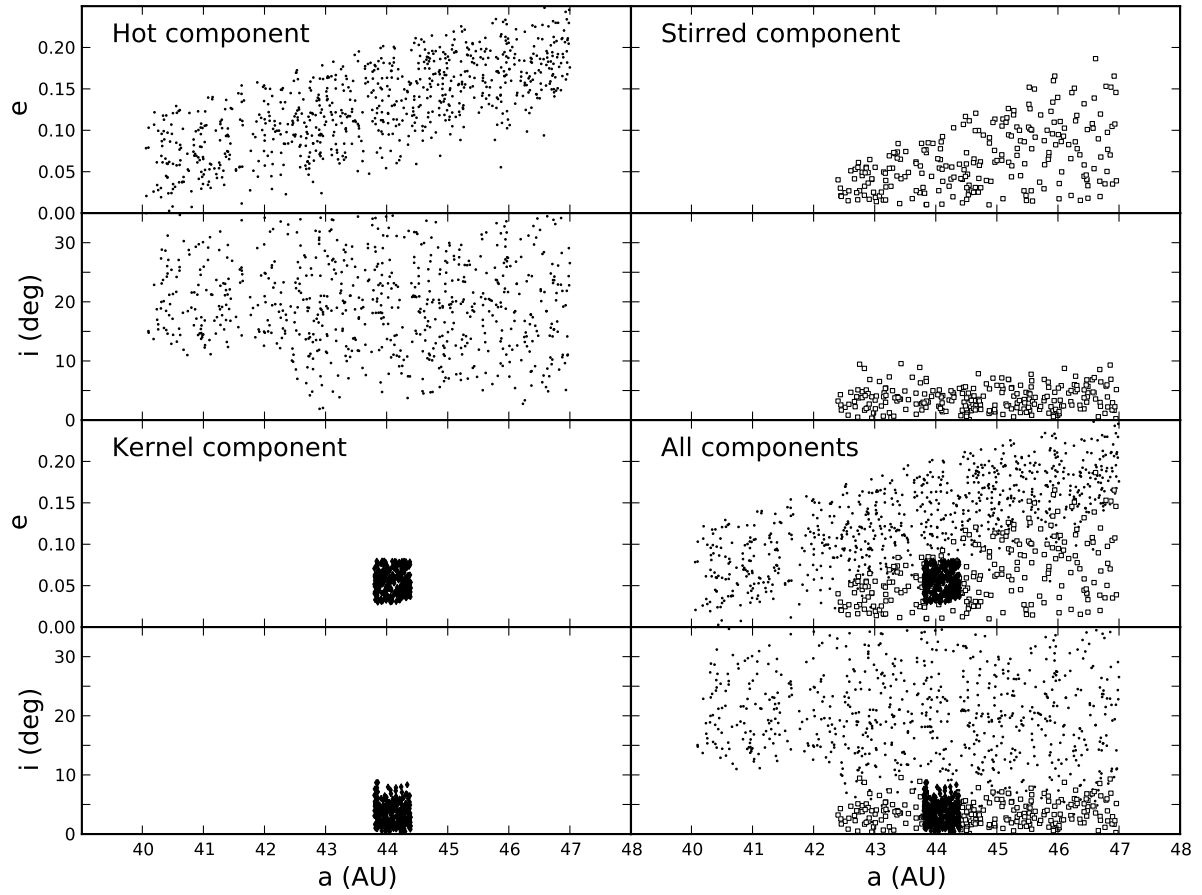 Hot component
Stirred component
e
0.20
0.15
0.10
0.05
0.00
i (deg)
30
20
10
0
Kernel component
All components
e
0.20
0.15
0.10
0.05
0.00
i (deg)
30
20
10
0
40 41 42 43 44 45 46 47 48
40 41 42 43 44 45 46 47 48
a (AU)
a (AU)